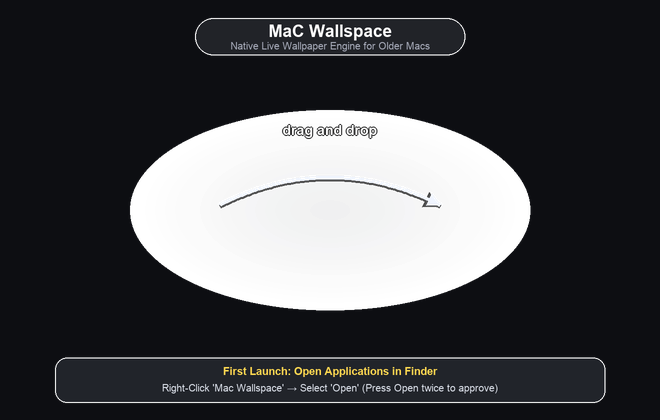 MaC Wallspace
Native Live Wallpaper Engine for Older Macs
drag and drop
First Launch: Open Applications in Finder
Right-Click 'Mac Wallspace' → Select 'Open' (Press Open twice to approve)